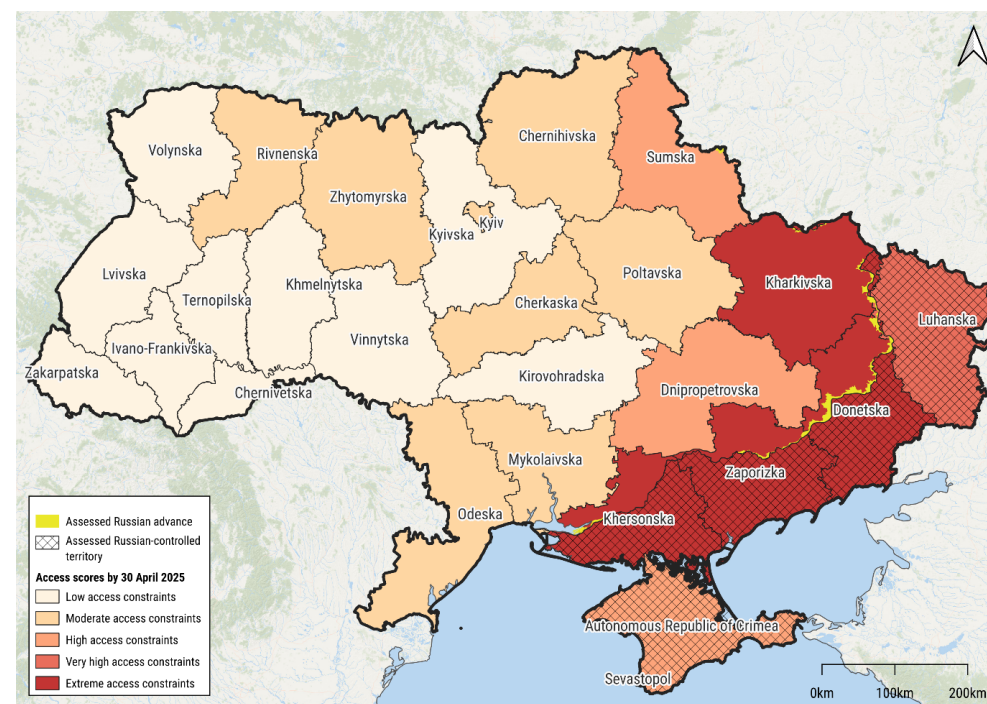 Chernihivska
Volynska
Rivnenska
Sumska
Zhytomyrska
Kyiv
Kyivska
Lvivska
Poltavska
Kharkivska
Khmelnytska
Ternopilska
Cherkaska
Luhanska
Vinnytska
Ivano-Frankivska
Zakarpatska
Kirovohradska
Chernivetska
Dnipropetrovska
Donetska
Mykolaivska
Zaporizka
Odeska
Khersonska
Autonomous Republic of Crimea
Sevastopol
Assessed Russian advance
Assessed Russian-controlled
territory
Access scores by 30 April 2025
Low access constraints
Moderate access constraints
High access constraints
Very high access constraints
Extreme access constraints
0km 100km 200km